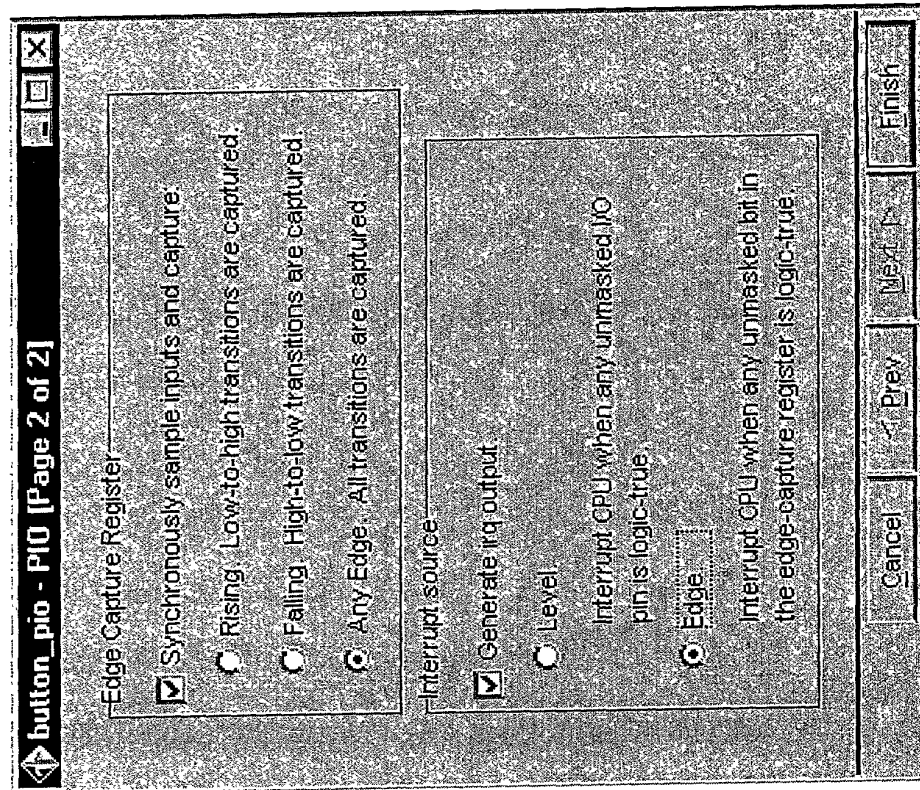 button_pio - PIO [Page 2 of 2]
Edge Capture Register
Synchronously sample inputs and capture:
Rising. Low-to-high transitions are captured.
Falling. High-to-low transitions are captured.
Any Edge. All transitions are captured.
Interrupt source
Generate irq output.
Level.
Interrupt CPU when any unmasked I/O
pin is logic-true.
Edge.
Interrupt CPU when any unmasked bit in
the edge-capture register is logic-true.
Cancel
< Prev
Next >
Finish